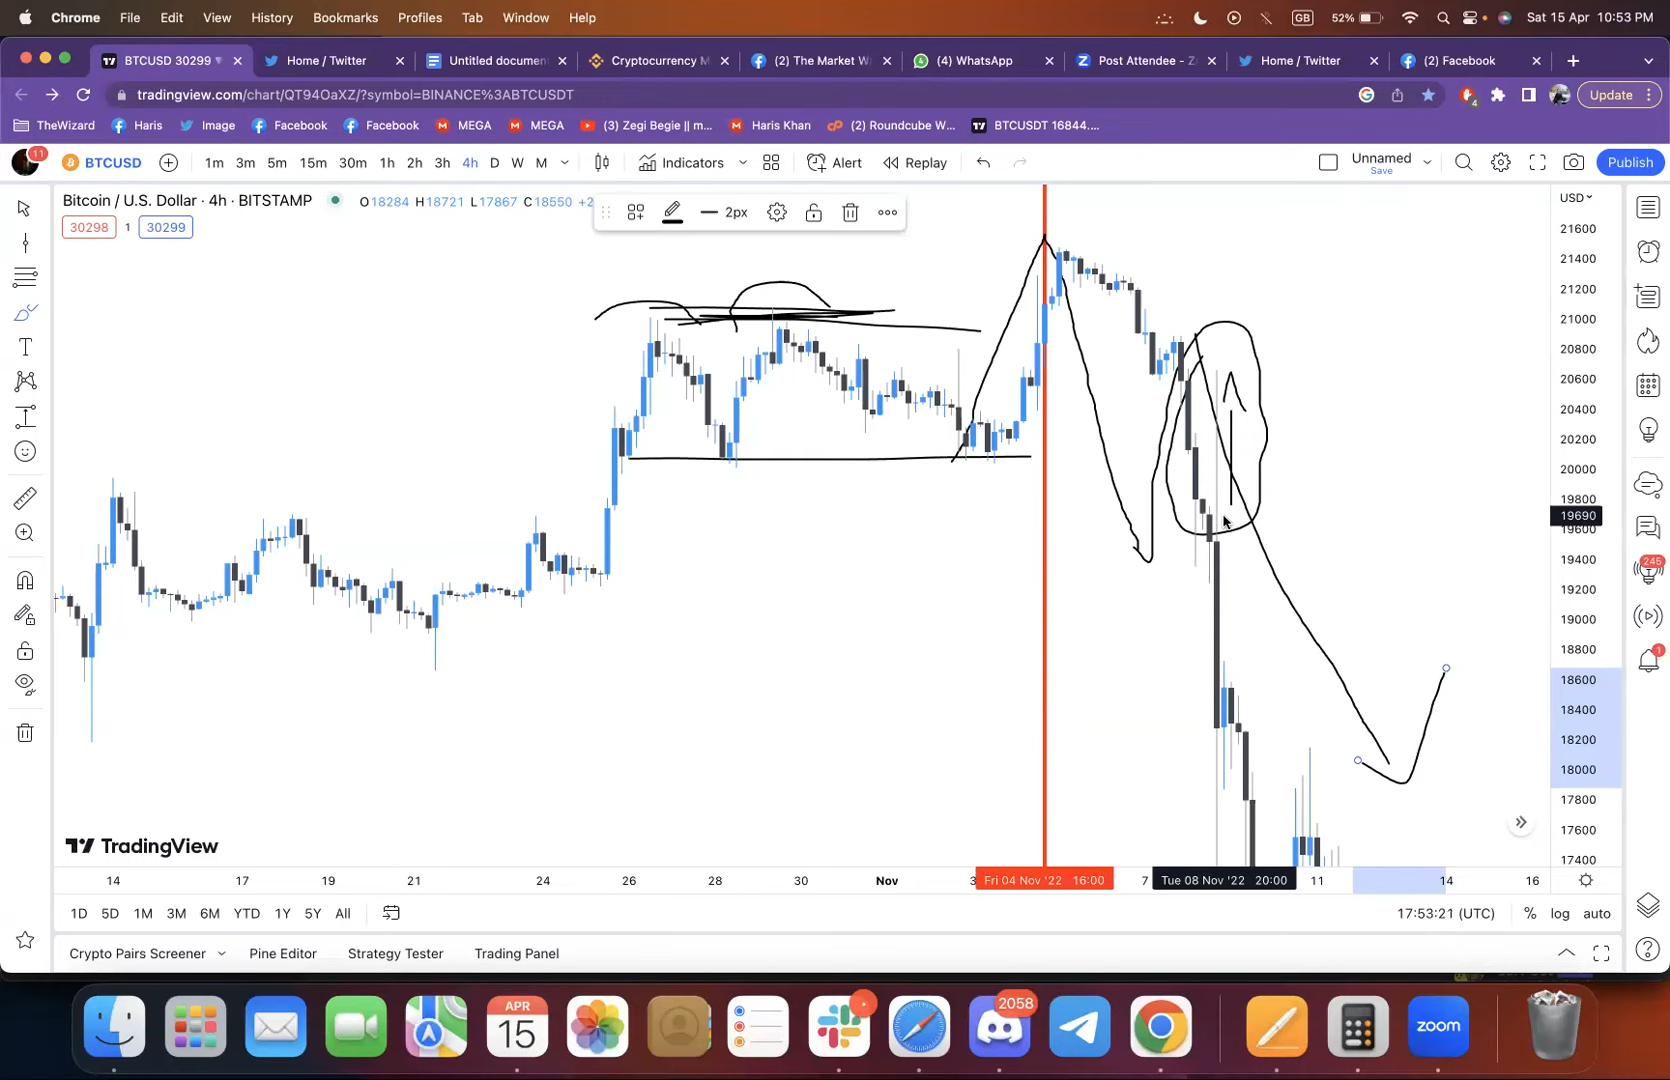 Chrome File Edit View History Bookmarks Profiles Tab Window Help GB 52% Sat 15 Apr 10:53 PM
BTCUSD 30299 Home / Twitter Untitled documen Cryptocurrency M (2) The Market W (4) WhatsApp Post Attendee - Z Home / Twitter (2) Facebook
tradingview.com/chart/QT94OaXZ/?symbol=BINANCE%3ABTCUSDT 4 Update
TheWizard Haris Image Facebook Facebook MEGA MEGA (3) Zegi Begie || m... Haris Khan (2) Roundcube W... BTCUSDT 16844....
11 BTCUSD 1m 3m 5m 15m 30m 1h 2h 3h 4h D W M Indicators Alert Replay Unnamed Publish
Save
Bitcoin / U.S. Dollar · 4h · BITSTAMP O18284 H18721 L17867 C18550 +2 USD
2px
30298 1 30299
21600
21400
21200
21000
20800
20600
20400
20200
20000
19800
19690
19600
19400
19200
19000
18800
18600
18400
18200
18000
17800
17600
17400
245
1
TradingView
14 17 19 21 24 26 28 30 Nov 3 Fri 04 Nov '22 16:00 7 Tue 08 Nov '22 20:00 11 14 16
1D 5D 1M 3M 6M YTD 1Y 5Y All 17:53:21 (UTC) % log auto
Crypto Pairs Screener Pine Editor Strategy Tester Trading Panel
APR
15
2058
zoom